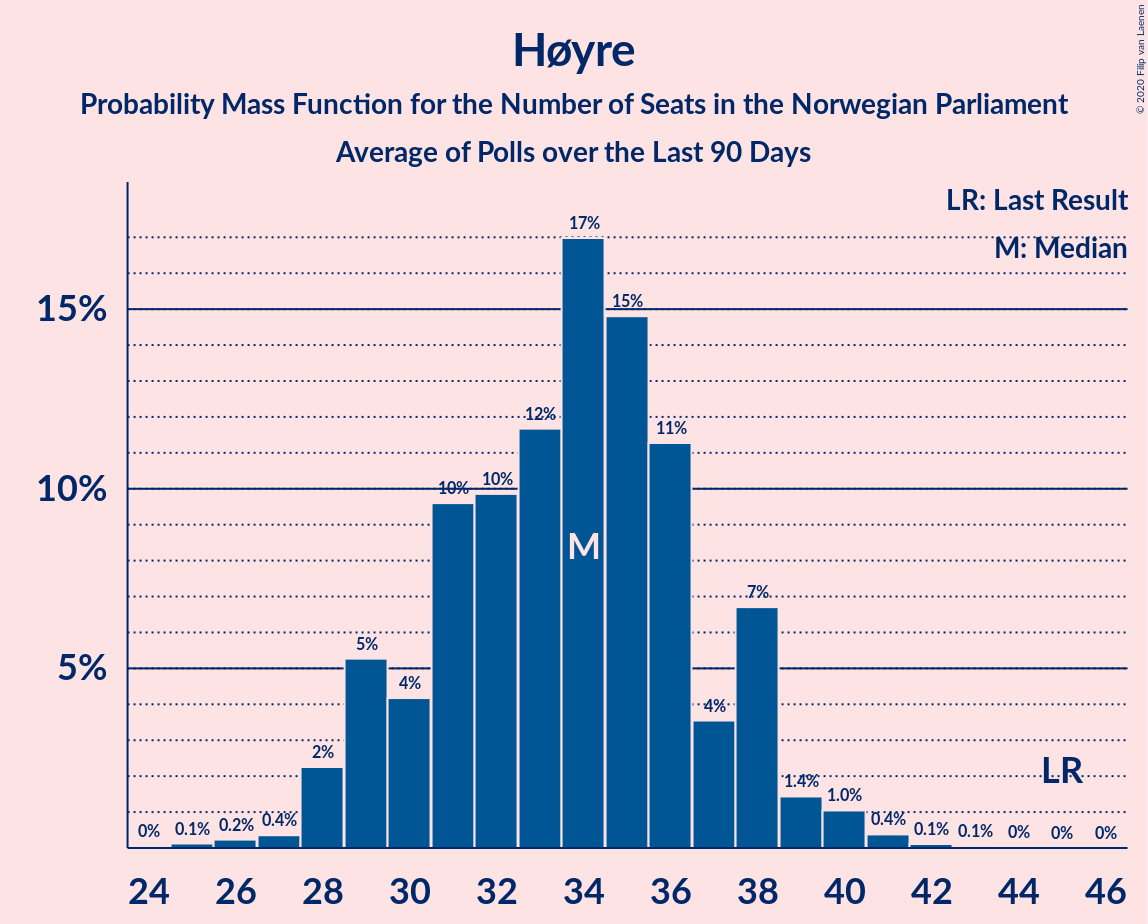 Høyre
Probability Mass Function for the Number of Seats in the Norwegian Parliament
Average of Polls over the Last 90 Days
© 2020 Filip van Laenen
LR: Last Result
M: Median
17%
15%
15%
12%
11%
10%
10%
10%
M
7%
5%
5%
4%
4%
2%
LR
1.4%
1.0%
0% 0.1% 0.2% 0.4% 0.4% 0.1% 0.1% 0% 0% 0%
24 26 28 30 32 34 36 38 40 42 44 46